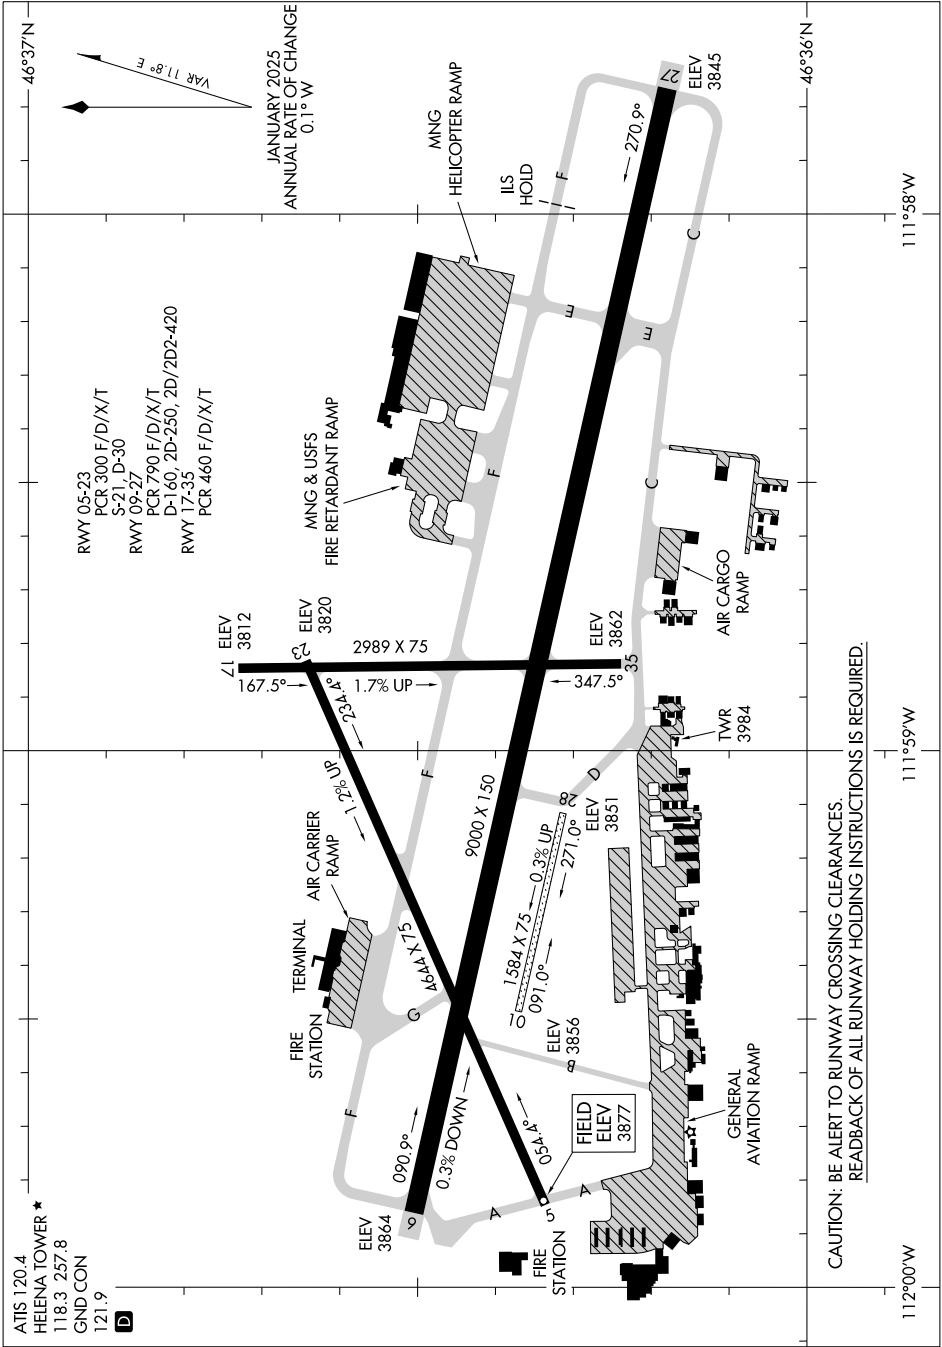 ATIS 120.4
HELENA TOWER ★
118.3 257.8
GND CON
121.9
D
RWY 05-23
PCR 300 F/D/X/T
S-21, D-30
RWY 09-27
PCR 790 F/D/X/T
D-160, 2D-250, 2D/2D2-420
RWY 17-35
PCR 460 F/D/X/T
VAR 11.8° E
JANUARY 2025
ANNUAL RATE OF CHANGE
0.1° W
46°37'N
46°36'N
MNG
HELICOPTER RAMP
ILS
HOLD
MNG & USFS
FIRE RETARDANT RAMP
ELEV
3812
17
ELEV
3820
23
2989 X 75
167.5°
1.7% UP
347.5°
ELEV
3862
35
234.4°
1.2% UP
4644 X 75
054.4°
5
FIELD
ELEV
3877
TERMINAL
AIR CARRIER
RAMP
FIRE
STATION
ELEV
3864
9
090.9°
0.3% DOWN
9000 X 150
270.9°
27
ELEV
3845
10
1584 X 75
0.3% UP
091.0°
271.0°
28
ELEV
3851
ELEV
3856
F
F
F
F
G
E
E
C
C
D
B
A
A
FIRE
STATION
GENERAL
AVIATION RAMP
TWR
3984
AIR CARGO
RAMP
112°00'W
111°59'W
111°58'W
CAUTION: BE ALERT TO RUNWAY CROSSING CLEARANCES.
READBACK OF ALL RUNWAY HOLDING INSTRUCTIONS IS REQUIRED.